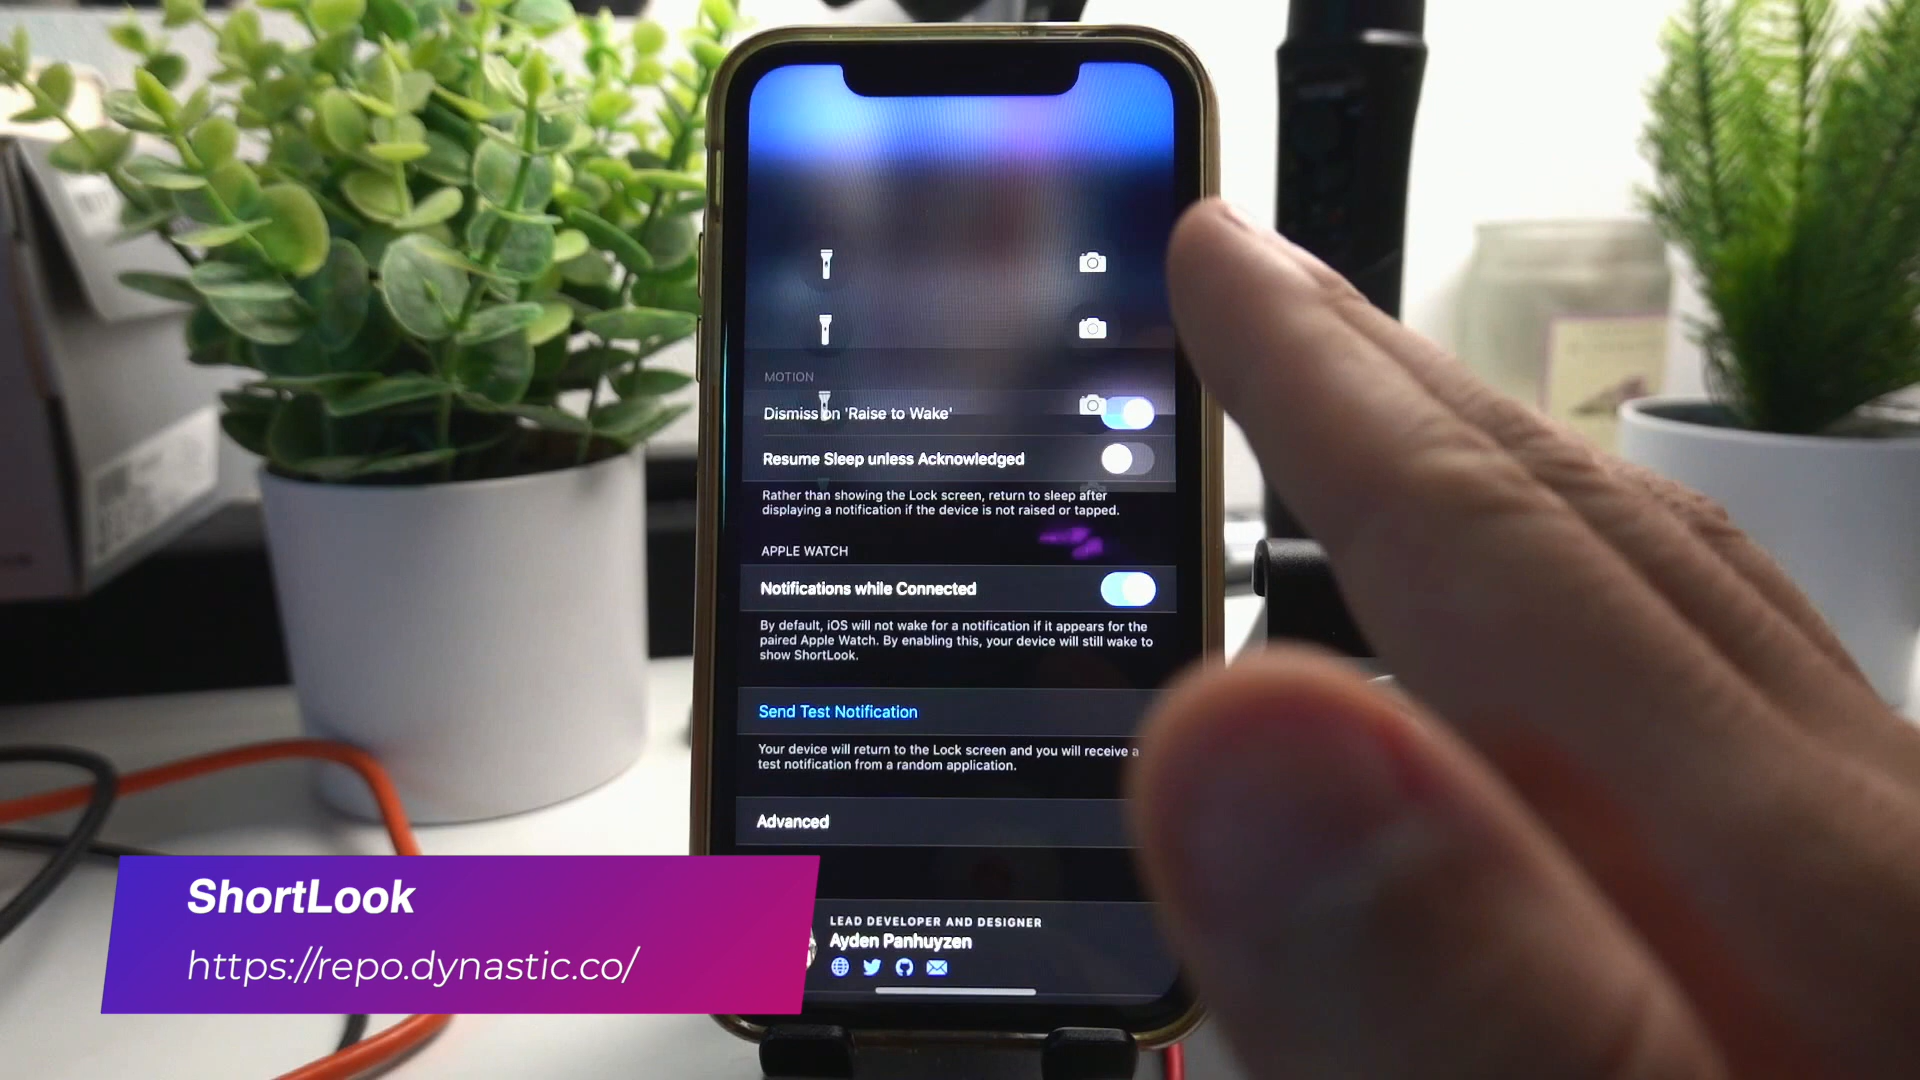 MOTION
Dismiss on 'Raise to Wake'
Resume Sleep unless Acknowledged
Rather than showing the Lock screen, return to sleep after
displaying a notification if the device is not raised or tapped.
APPLE WATCH
Notifications while Connected
By default, iOS will not wake for a notification if it appears for the
paired Apple Watch. By enabling this, your device will still wake to
show ShortLook.
Send Test Notification
Your device will return to the Lock screen and you will receive a
test notification from a random application.
Advanced
LEAD DEVELOPER AND DESIGNER
Ayden Panhuyzen
ShortLook
https://repo.dynastic.co/